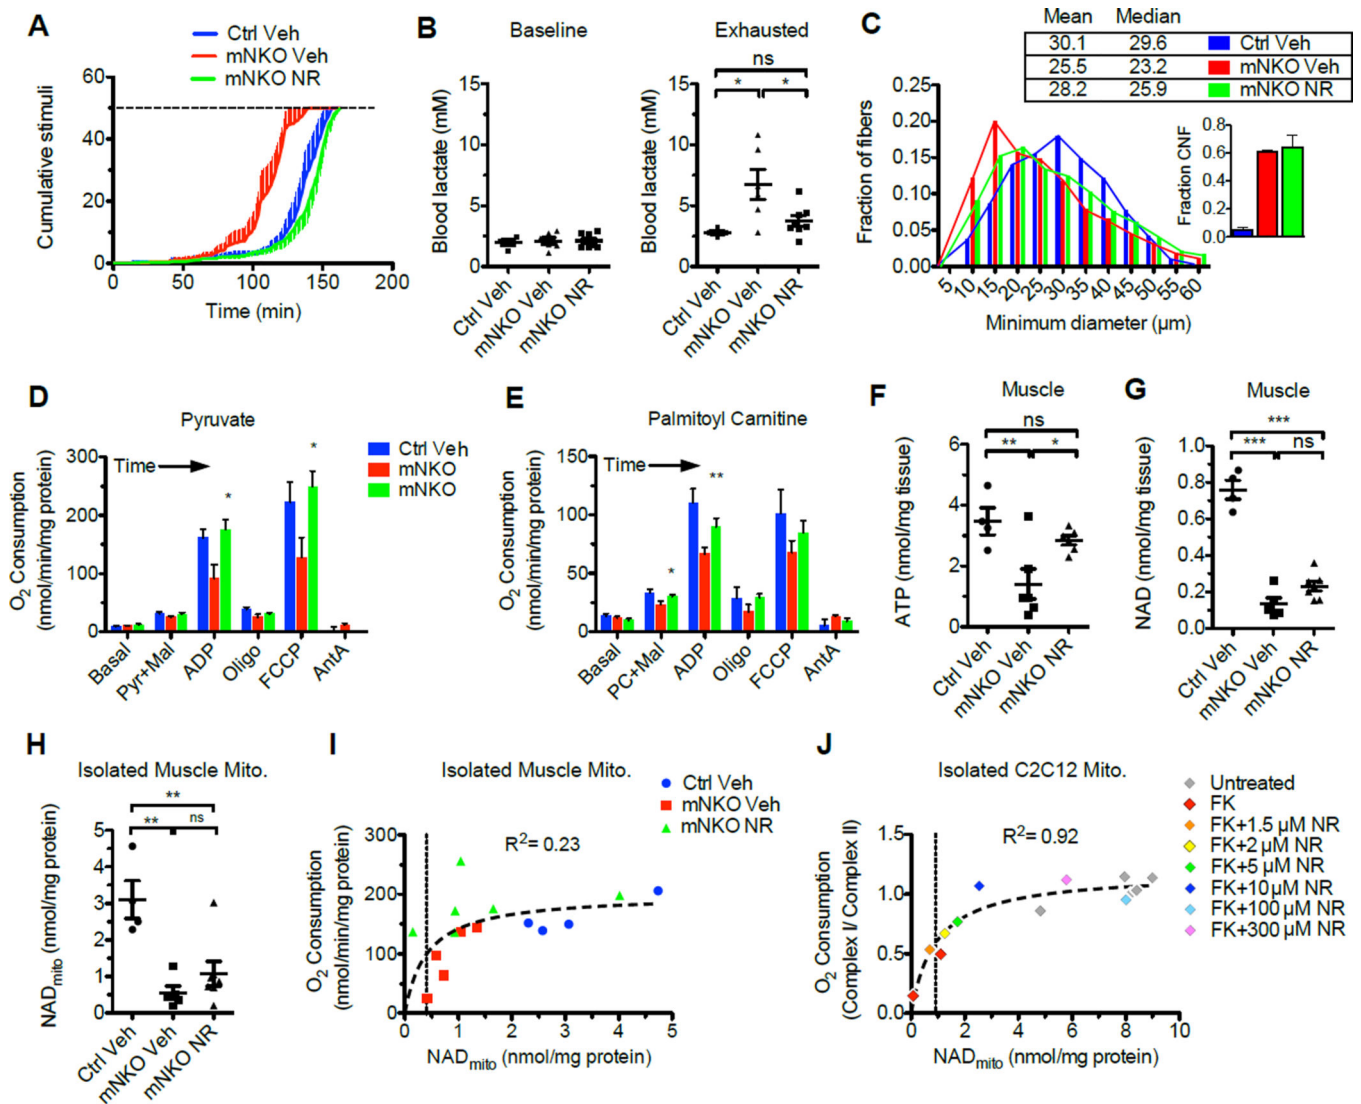 A
Ctrl Veh
mNKO Veh
mNKO NR
Cumulative stimuli
60
40
20
0
0 50 100 150 200
Time (min)
B
Baseline
Blood lactate (mM)
15
10
5
0
Ctrl Veh
mNKO Veh
mNKO NR
Exhausted
ns
* *
Blood lactate (mM)
15
10
5
0
Ctrl Veh
mNKO Veh
mNKO NR
C
Mean Median
30.1 29.6 Ctrl Veh
25.5 23.2 mNKO Veh
28.2 25.9 mNKO NR
Fraction of fibers
0.25
0.20
0.15
0.10
0.05
0.00
5 10 15 20 25 30 35 40 45 50 55 60
Minimum diameter (µm)
Fraction CNF
0.8
0.6
0.4
0.2
0.0
D
Pyruvate
Time
Ctrl Veh
mNKO
mNKO
O2 Consumption
(nmol/min/mg protein)
300
200
100
0
* *
Basal
Pyr+Mal
ADP
Oligo
FCCP
AntA
E
Palmitoyl Carnitine
Time
O2 Consumption
(nmol/min/mg protein)
150
100
50
0
* **
Basal
PC+Mal
ADP
Oligo
FCCP
AntA
F
Muscle
ns
** *
ATP (nmol/mg tissue)
6
4
2
0
Ctrl Veh
mNKO Veh
mNKO NR
G
Muscle
***
*** ns
NAD (nmol/mg tissue)
1.0
0.8
0.6
0.4
0.2
0.0
Ctrl Veh
mNKO Veh
mNKO NR
H
Isolated Muscle Mito.
**
** ns
NADmito (nmol/mg protein)
5
4
3
2
1
0
Ctrl Veh
mNKO Veh
mNKO NR
I
Isolated Muscle Mito.
Ctrl Veh
mNKO Veh
mNKO NR
R2= 0.23
O2 Consumption
(nmol/min/mg protein)
300
200
100
0
0 1 2 3 4 5
NADmito (nmol/mg protein)
J
Isolated C2C12 Mito.
R2= 0.92
Untreated
FK
FK+1.5 µM NR
FK+2 µM NR
FK+5 µM NR
FK+10µM NR
FK+100 µM NR
FK+300 µM NR
O2 Consumption
(Complex I/ Complex II)
1.5
1.0
0.5
0.0
0 2 4 6 8 10
NADmito (nmol/mg protein)